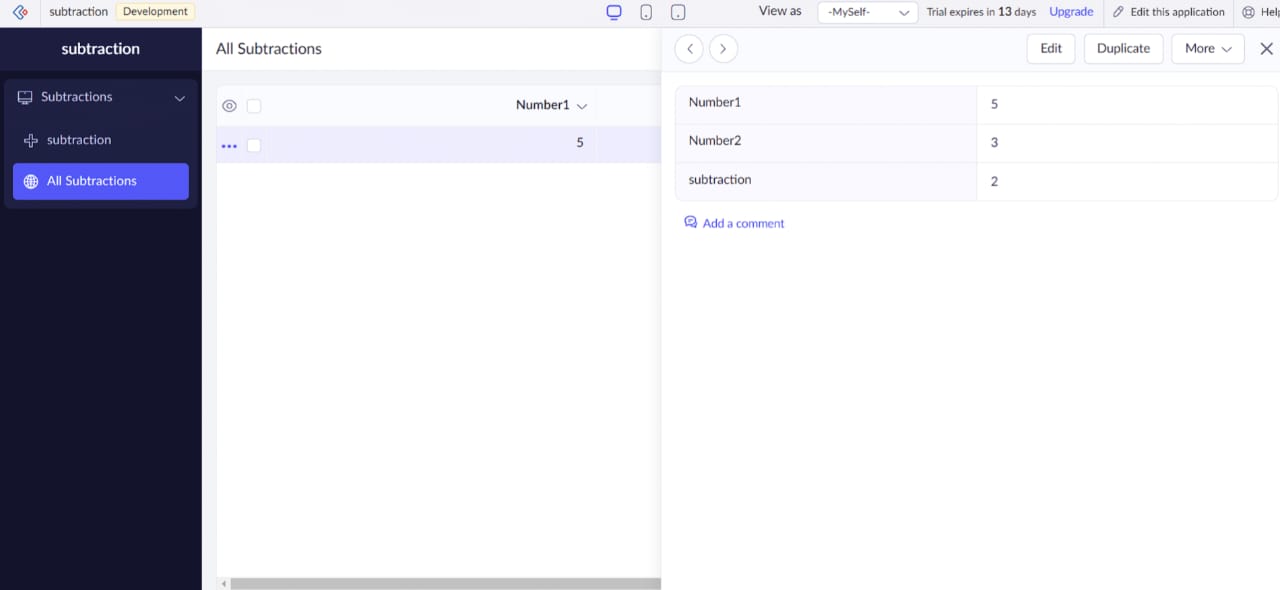 subtraction Development View as -MySelf- Trial expires in 13 days Upgrade Edit this application Help
subtraction
Subtractions
subtraction
All Subtractions
All Subtractions
Number1
5
Edit Duplicate More
Number1 5
Number2 3
subtraction 2
Add a comment